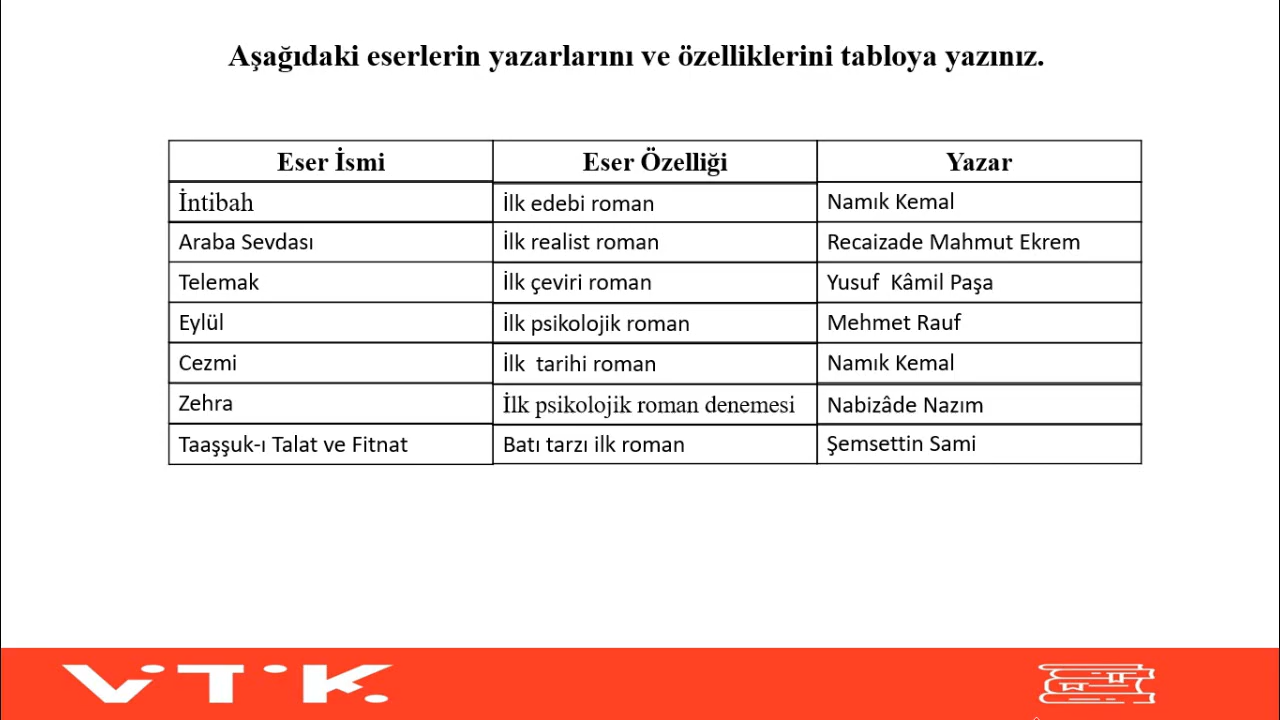 Aşağıdaki eserlerin yazarlarını ve özelliklerini tabloya yazınız.
Eser İsmi Eser Özelliği Yazar
İntibah İlk edebi roman Namık Kemal
Araba Sevdası İlk realist roman Recaizade Mahmut Ekrem
Telemak İlk çeviri roman Yusuf Kâmil Paşa
Eylül İlk psikolojik roman Mehmet Rauf
Cezmi İlk tarihi roman Namık Kemal
Zehra İlk psikolojik roman denemesi Nabizâde Nazım
Taaşşuk-ı Talat ve Fitnat Batı tarzı ilk roman Şemsettin Sami
VTK